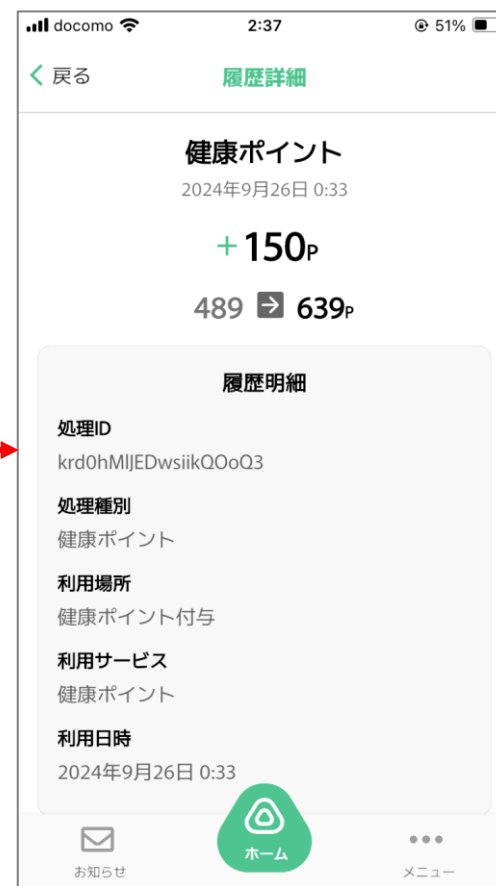 docomo 2:37 51%
戻る 履歴詳細
健康ポイント
2024年9月26日 0:33
+150P
489 → 639P
履歴明細
処理ID
krd0hMlJEDwsiikQOoQ3
処理種別
健康ポイント
利用場所
健康ポイント付与
利用サービス
健康ポイント
利用日時
2024年9月26日 0:33
お知らせ ホーム メニュー